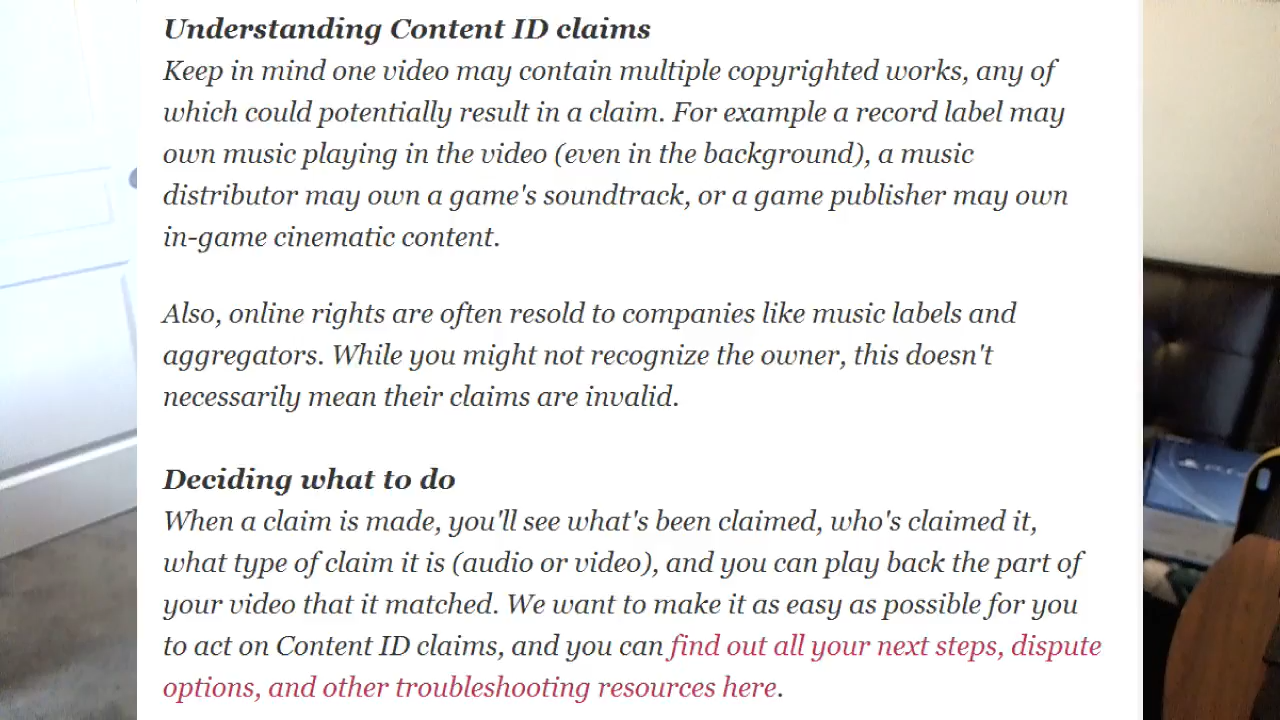 Understanding Content ID claims
Keep in mind one video may contain multiple copyrighted works, any of
which could potentially result in a claim. For example a record label may
own music playing in the video (even in the background), a music
distributor may own a game's soundtrack, or a game publisher may own
in-game cinematic content.
Also, online rights are often resold to companies like music labels and
aggregators. While you might not recognize the owner, this doesn't
necessarily mean their claims are invalid.
Deciding what to do
When a claim is made, you'll see what's been claimed, who's claimed it,
what type of claim it is (audio or video), and you can play back the part of
your video that it matched. We want to make it as easy as possible for you
to act on Content ID claims, and you can find out all your next steps, dispute
options, and other troubleshooting resources here.